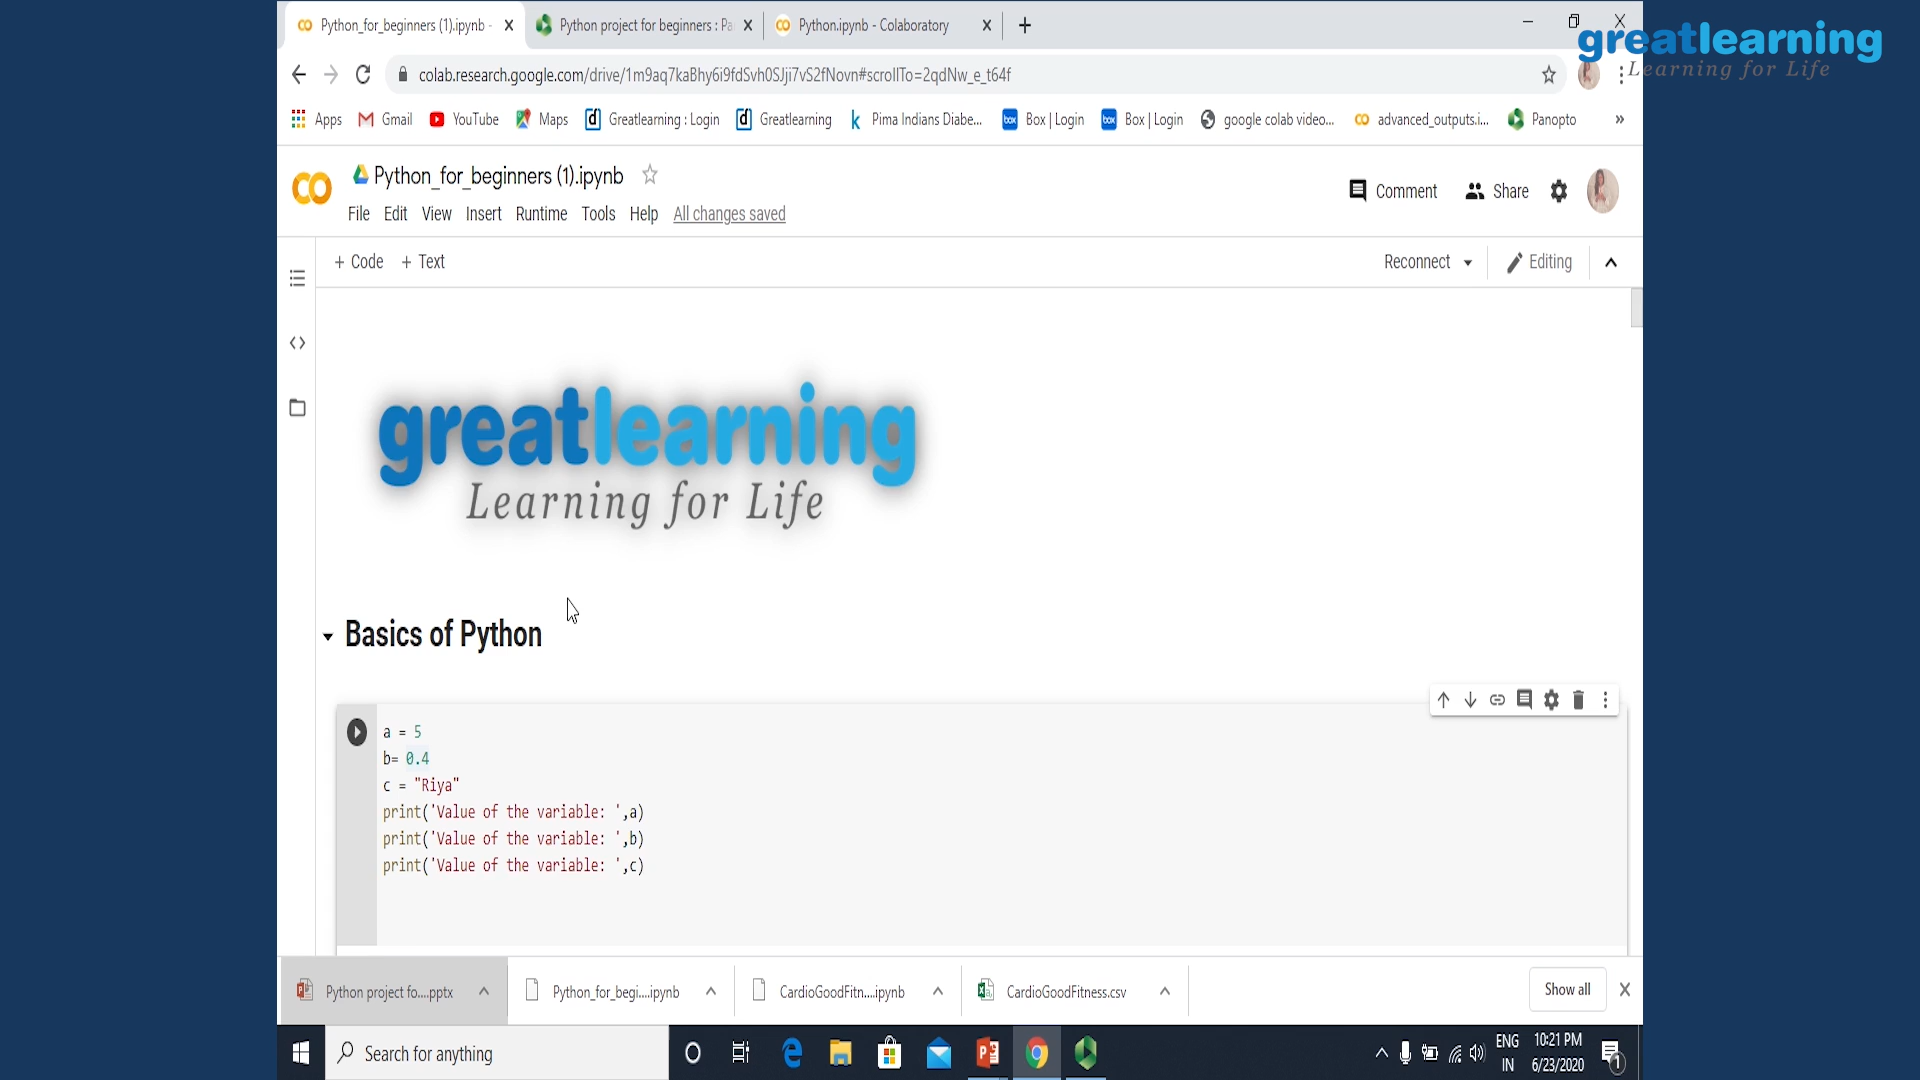 Python_for_beginners (1).ipynb -
Python project for beginners : Pa
Python.ipynb - Colaboratory
greatlearning
Learning for Life
colab.research.google.com/drive/1m9aq7kaBhy6i9fdSvh0SJji7vS2fNovn#scrollTo=2qdNw_e_t64f
Apps Gmail YouTube Maps Greatlearning : Login Greatlearning Pima Indians Diabe... Box | Login Box | Login google colab video... advanced_outputs.i... Panopto »
Python_for_beginners (1).ipynb
File Edit View Insert Runtime Tools Help All changes saved
Comment Share
+ Code + Text
Reconnect Editing
greatlearning
Learning for Life
Basics of Python
a = 5
b= 0.4
c = "Riya"
print('Value of the variable: ',a)
print('Value of the variable: ',b)
print('Value of the variable: ',c)
Python project fo....pptx
Python_for_begi....ipynb
CardioGoodFitn....ipynb
CardioGoodFitness.csv
Show all
Search for anything
ENG
IN
10:21 PM
6/23/2020
1